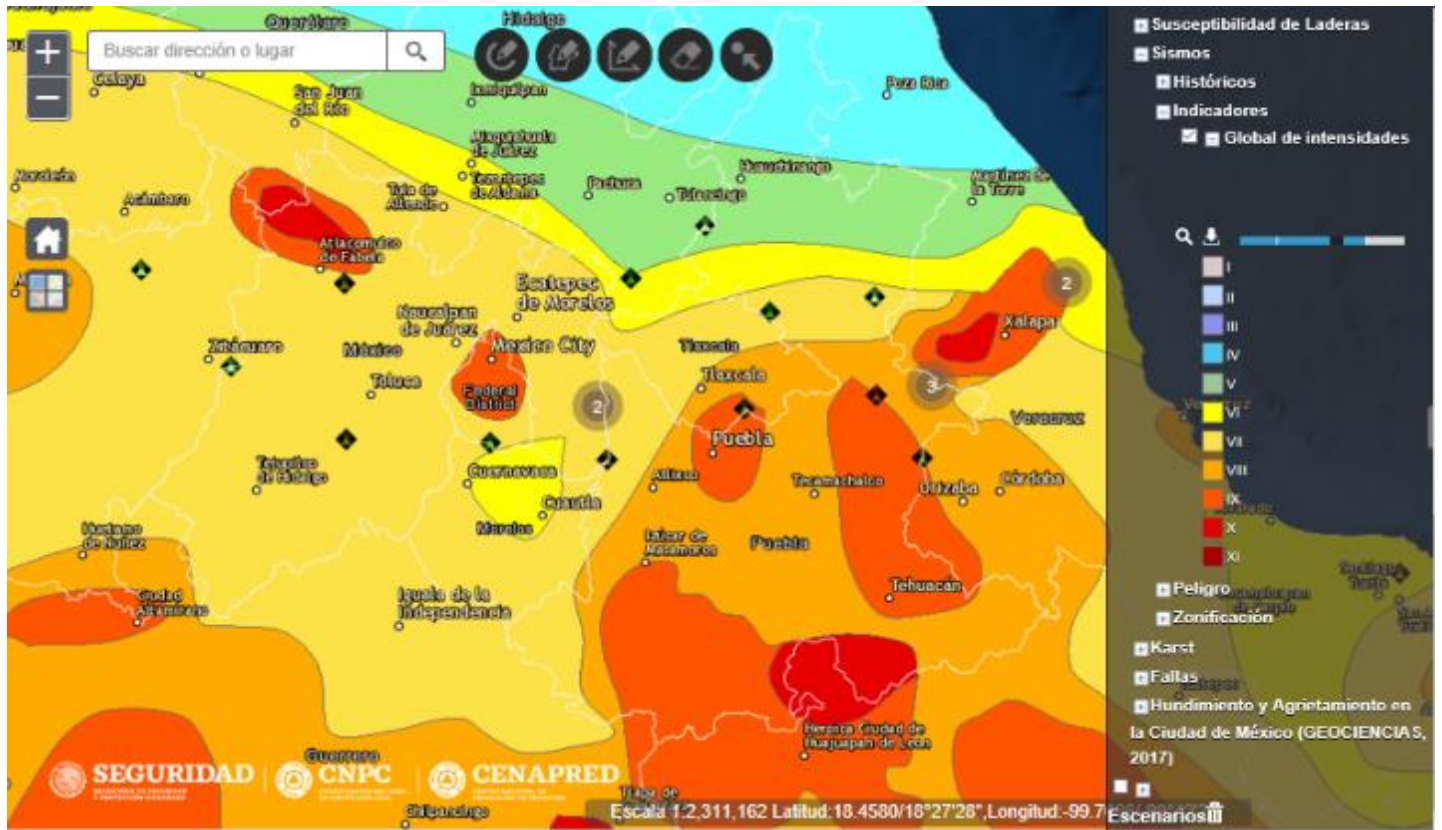 Querétaro
Hidalgo
Buscar dirección o lugar
Celaya
San Juan
del Río
Ixmiquilpan
Poza Rica
Mixquiahuala
de Juárez
Huauchinango
Moroleón
Tezontepec
de Aldama
Pachuca
Tulancingo
Martínez de
la Torre
Acámbaro
Tula de
Allende
Atlacomulco
de Fabela
Ecatepec
de Morelos
2
Naucalpan
de Juárez
Xalapa
Zitácuaro
México
Mexico City
Tlaxcala
Toluca
Tlaxcala
Federal
District
2
3
Veracruz
Puebla
Tejupilco
de Hidalgo
Cuernavaca
Atlixco
Tecamachalco
Orizaba
Córdoba
Cuautla
Morelos
Huetamo
de Núñez
Izúcar de
Matamoros
Puebla
Tehuacán
Ciudad
Altamirano
Iguala de la
Independencia
Heroica Ciudad de
Huajuapan de León
Guerrero
SEGURIDAD
CNPC
CENAPRED
Tlapa de
Chilpancingo
Escala 1:2,311,162 Latitud:18.4580/18°27'28",Longitud:-99.7
Susceptibilidad de Laderas
Sismos
Históricos
Indicadores
Global de intensidades
I
II
III
IV
V
VI
VII
VIII
IX
X
XI
Peligro
Zonificación
Karst
Fallas
Hundimiento y Agrietamiento en
la Ciudad de México (GEOCIENCIAS,
2017)
Escenarios